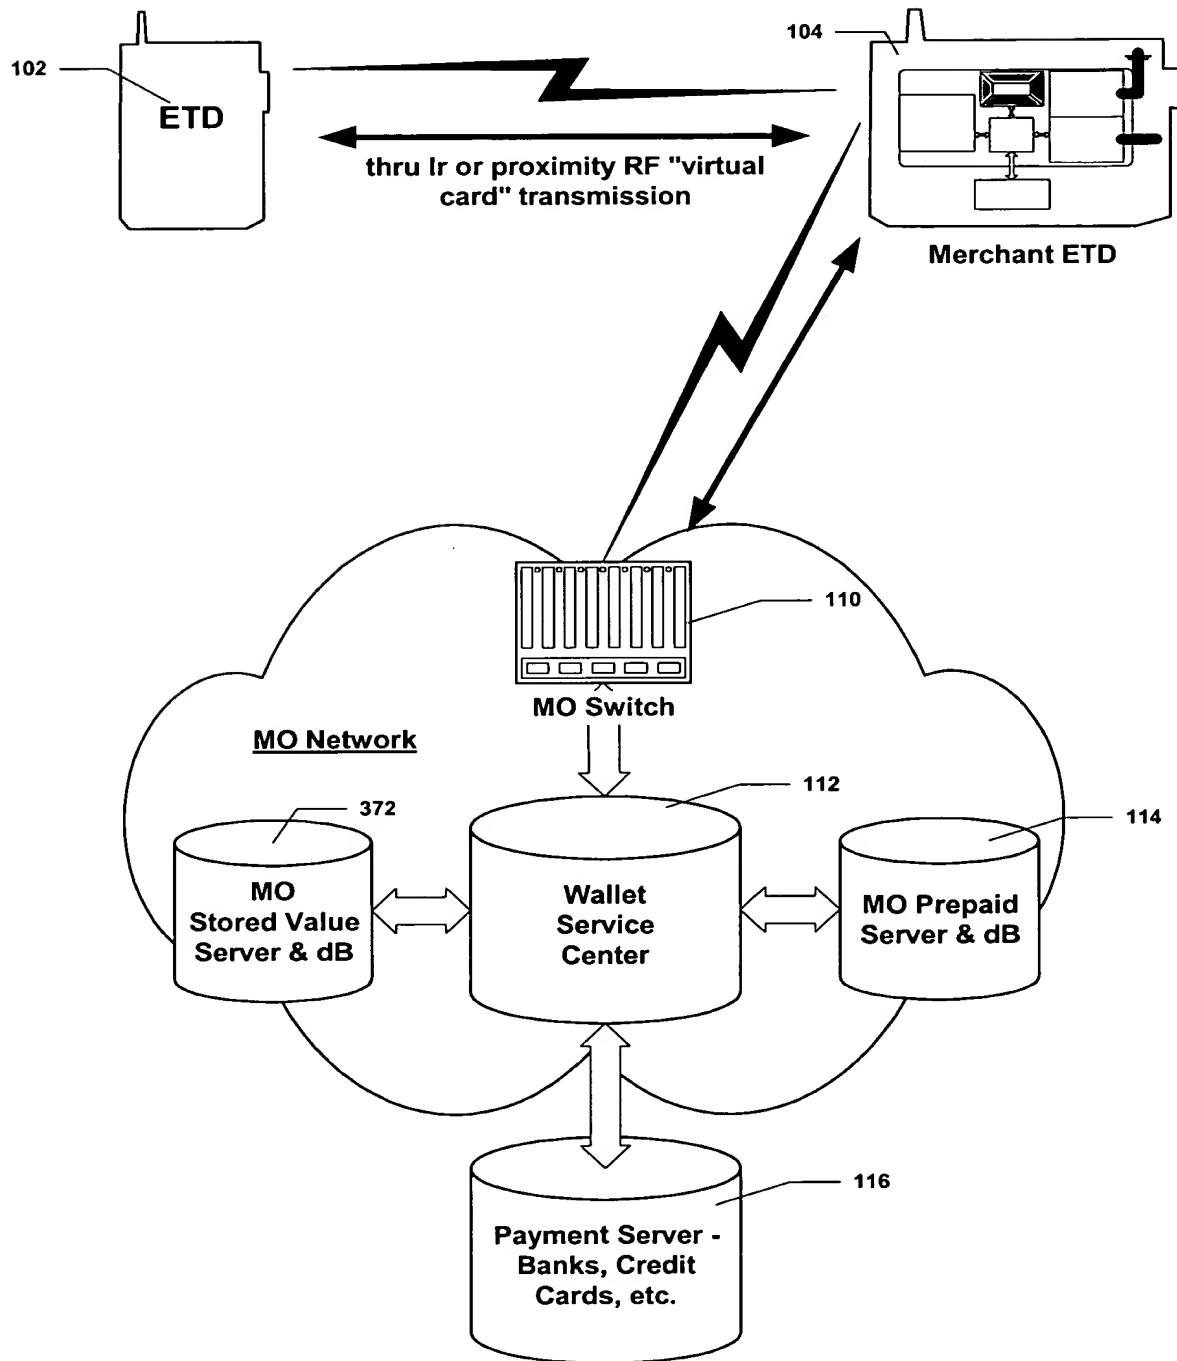 104
102
ETD
thru Ir or proximity RF "virtual
card" transmission
Merchant ETD
110
MO Switch
MO Network
112
372
114
MO
Stored Value
Server & dB
Wallet
Service
Center
MO Prepaid
Server & dB
116
Payment Server -
Banks, Credit
Cards, etc.